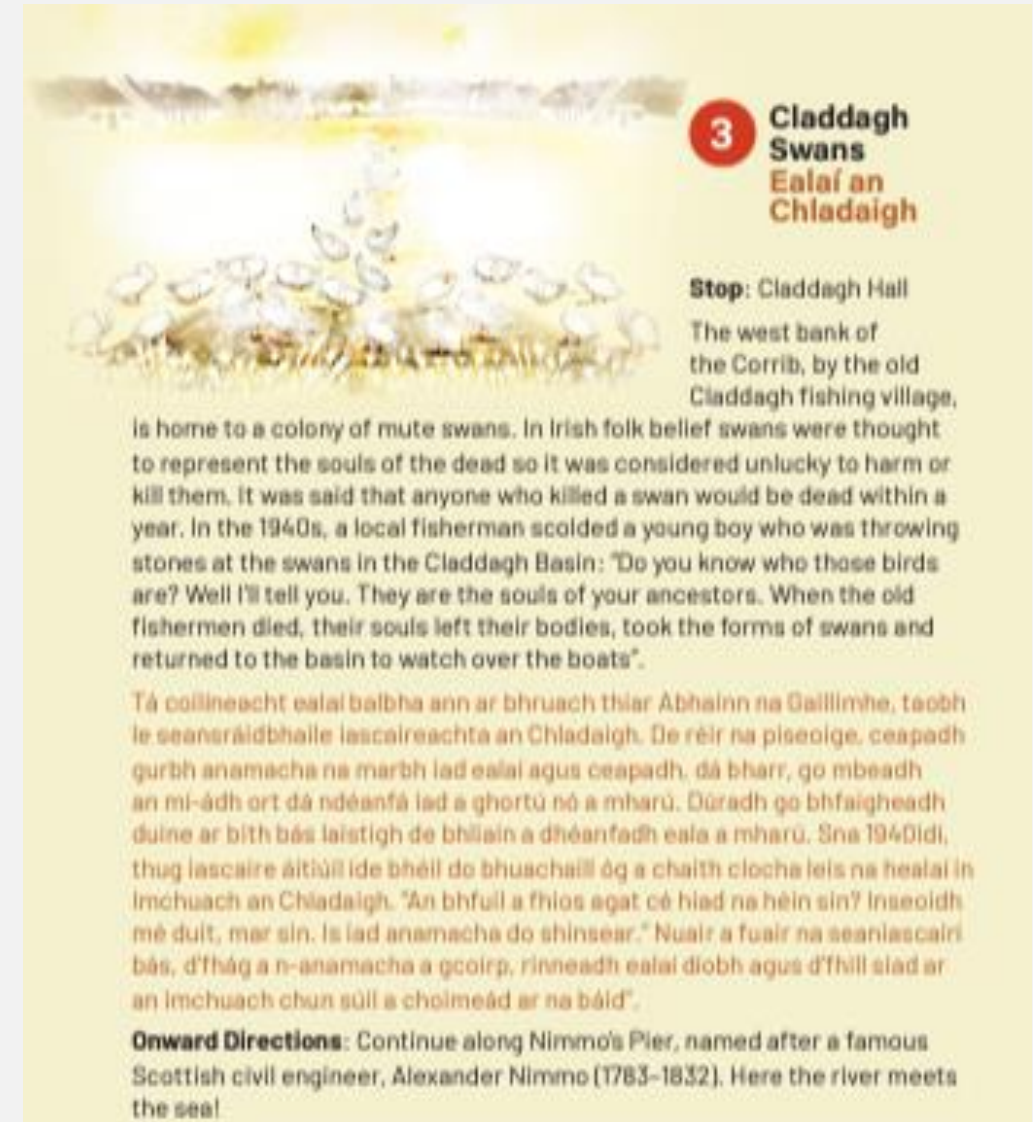 3
Claddagh
Swans
Ealaí an
Chladaigh
Stop: Claddagh Hall
The west bank of
the Corrib, by the old
Claddagh fishing village,
is home to a colony of mute swans. In Irish folk belief swans were thought
to represent the souls of the dead so it was considered unlucky to harm or
kill them. It was said that anyone who killed a swan would be dead within a
year. In the 1940s, a local fisherman scolded a young boy who was throwing
stones at the swans in the Claddagh Basin: "Do you know who those birds
are? Well I'll tell you. They are the souls of your ancestors. When the old
fishermen died, their souls left their bodies, took the forms of swans and
returned to the basin to watch over the boats".
Tá coilíneacht ealaí balbha ann ar bhruach thiar Abhainn na Gaillimhe, taobh
le seansráidbhaile iascaireachta an Chladaigh. De réir na piseoige, ceapadh
gurbh anamacha na marbh iad ealaí agus ceapadh, dá bharr, go mbeadh
an mí-ádh ort dá ndéanfá iad a ghortú nó a mharú. Dúradh go bhfaigheadh
duine ar bith bás laistigh de bhliain a dhéanfadh eala a mharú. Sna 1940idí,
thug iascaire áitiúil íde bhéil do bhuachaill óg a chaith clocha leis na healaí in
Imchuach an Chladaigh. "An bhfuil a fhios agat cé hiad na héin sin? Inseoidh
mé duit, mar sin. Is iad anamacha do shinsear." Nuair a fuair na seaniascairí
bás, d'fhág a n-anamacha a gcoirp, rinneadh ealaí díobh agus d'fhill siad ar
an imchuach chun súil a choimeád ar na báid".
Onward Directions: Continue along Nimmo's Pier, named after a famous
Scottish civil engineer, Alexander Nimmo (1783–1832). Here the river meets
the sea!